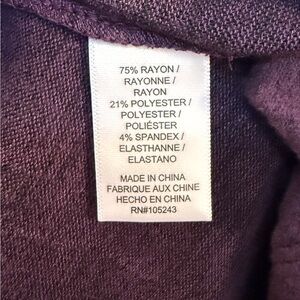 75% RAYON /
RAYONNE /
RAYON
21% POLYESTER /
POLYESTER /
POLIÉSTER
4% SPANDEX /
ELASTHANNE /
ELASTANO
MADE IN CHINA
FABRIQUE AUX CHINE
HECHO EN CHINA
RN#105243